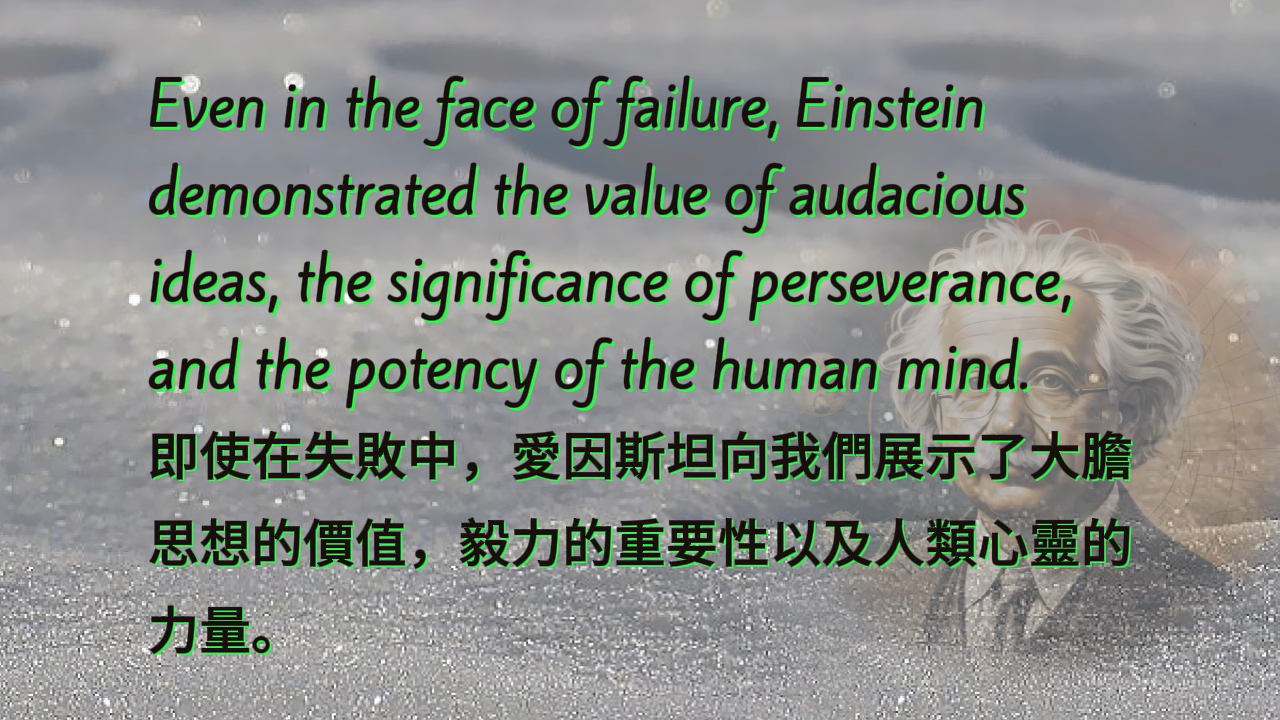 Even in the face of failure, Einstein
demonstrated the value of audacious
ideas, the significance of perseverance,
and the potency of the human mind.
即使在失敗中，愛因斯坦向我們展示了大膽
思想的價值，毅力的重要性以及人類心靈的
力量。